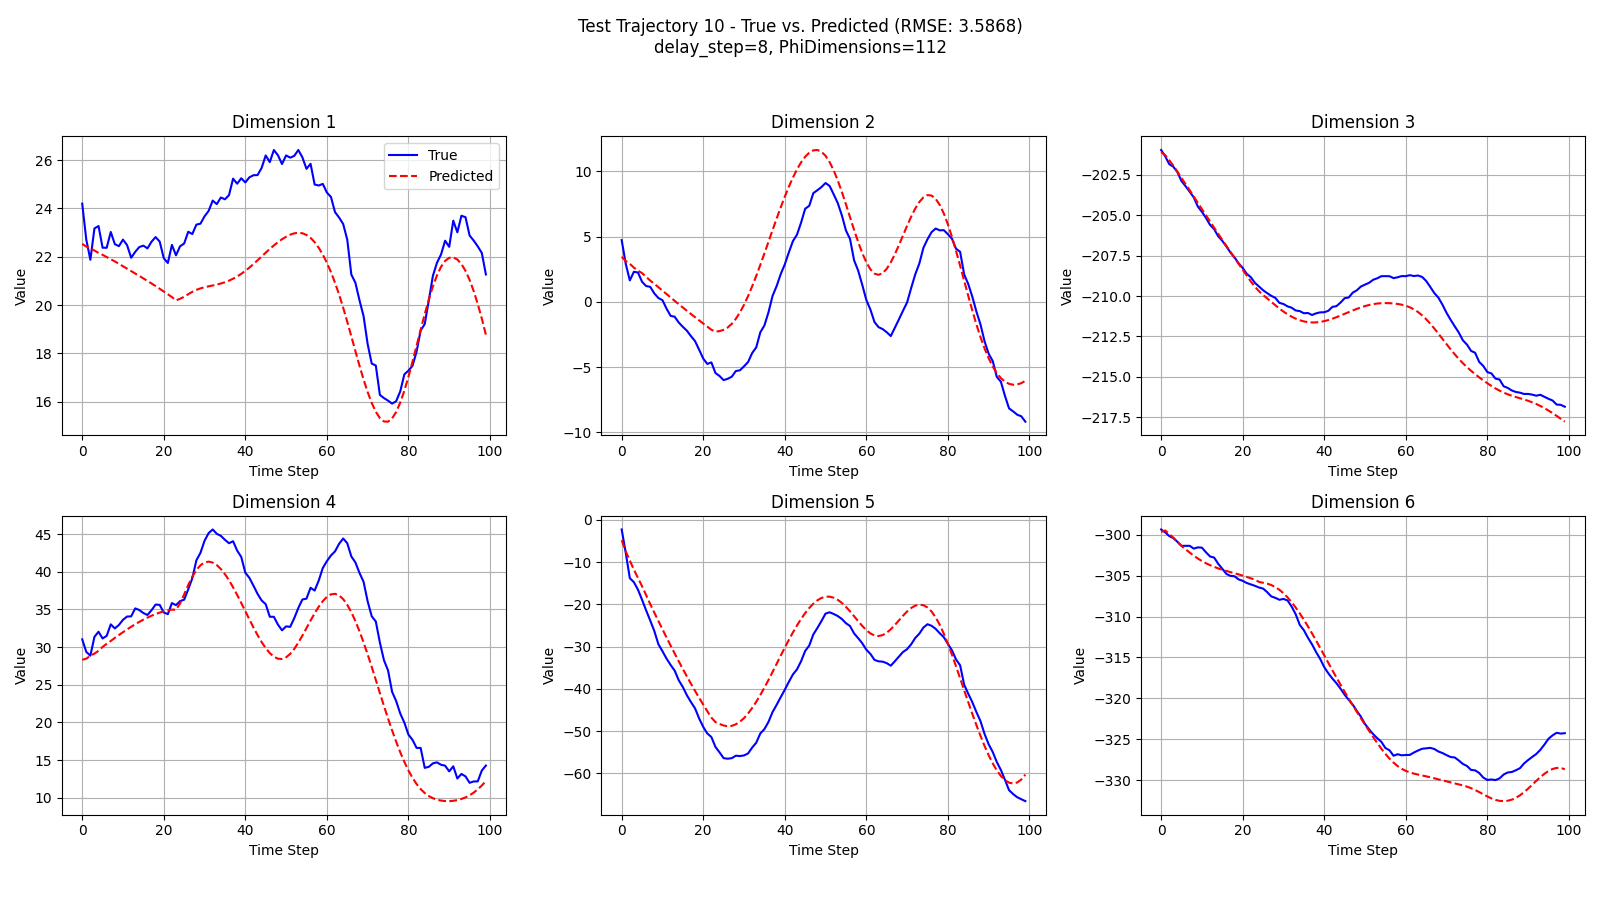 Test Trajectory 10 - True vs. Predicted (RMSE: 3.5868)
delay_step=8, PhiDimensions=112
Dimension 1
True
Predicted
26
24
22
20
18
16
Value
0 20 40 60 80 100
Time Step
Dimension 2
10
5
0
−5
−10
Value
0 20 40 60 80 100
Time Step
Dimension 3
−202.5
−205.0
−207.5
−210.0
−212.5
−215.0
−217.5
Value
0 20 40 60 80 100
Time Step
Dimension 4
45
40
35
30
25
20
15
10
Value
0 20 40 60 80 100
Time Step
Dimension 5
0
−10
−20
−30
−40
−50
−60
Value
0 20 40 60 80 100
Time Step
Dimension 6
−300
−305
−310
−315
−320
−325
−330
Value
0 20 40 60 80 100
Time Step